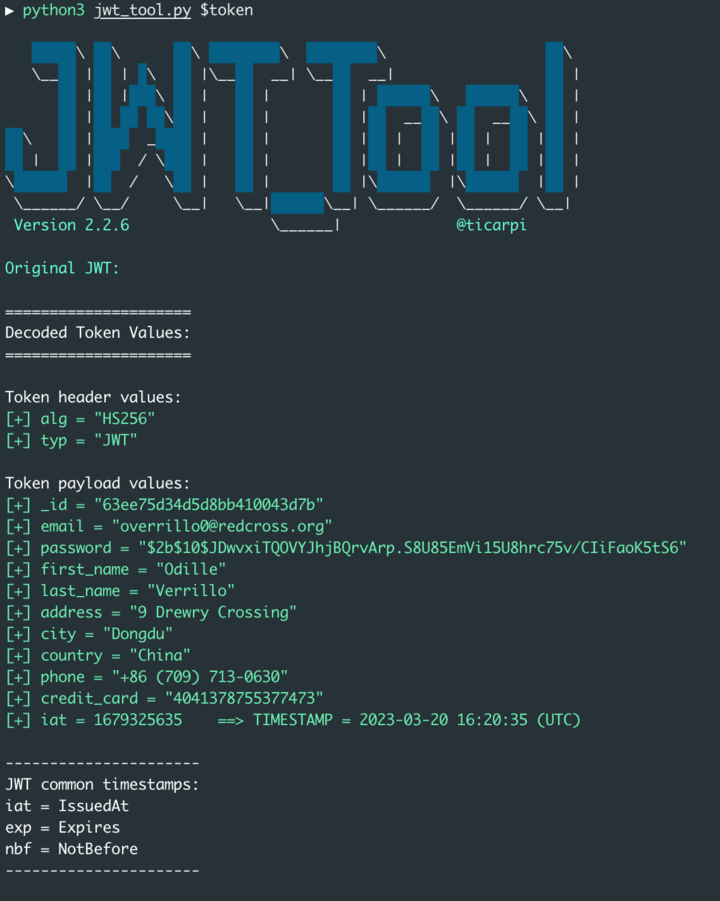 ▶ python3 jwt_tool.py $token
JWT_Tool
Version 2.2.6 @ticarpi
Original JWT:
=====================
Decoded Token Values:
=====================
Token header values:
[+] alg = "HS256"
[+] typ = "JWT"
Token payload values:
[+] _id = "63ee75d34d5d8bb410043d7b"
[+] email = "overrillo0@redcross.org"
[+] password = "$2b$10$JDwvxiTQOVYJhjBQrvArp.S8U85EmVi15U8hrc75v/CIiFaoK5tS6"
[+] first_name = "Odille"
[+] last_name = "Verrillo"
[+] address = "9 Drewry Crossing"
[+] city = "Dongdu"
[+] country = "China"
[+] phone = "+86 (709) 713-0630"
[+] credit_card = "4041378755377473"
[+] iat = 1679325635    ==> TIMESTAMP = 2023-03-20 16:20:35 (UTC)
----------------------
JWT common timestamps:
iat = IssuedAt
exp = Expires
nbf = NotBefore
----------------------